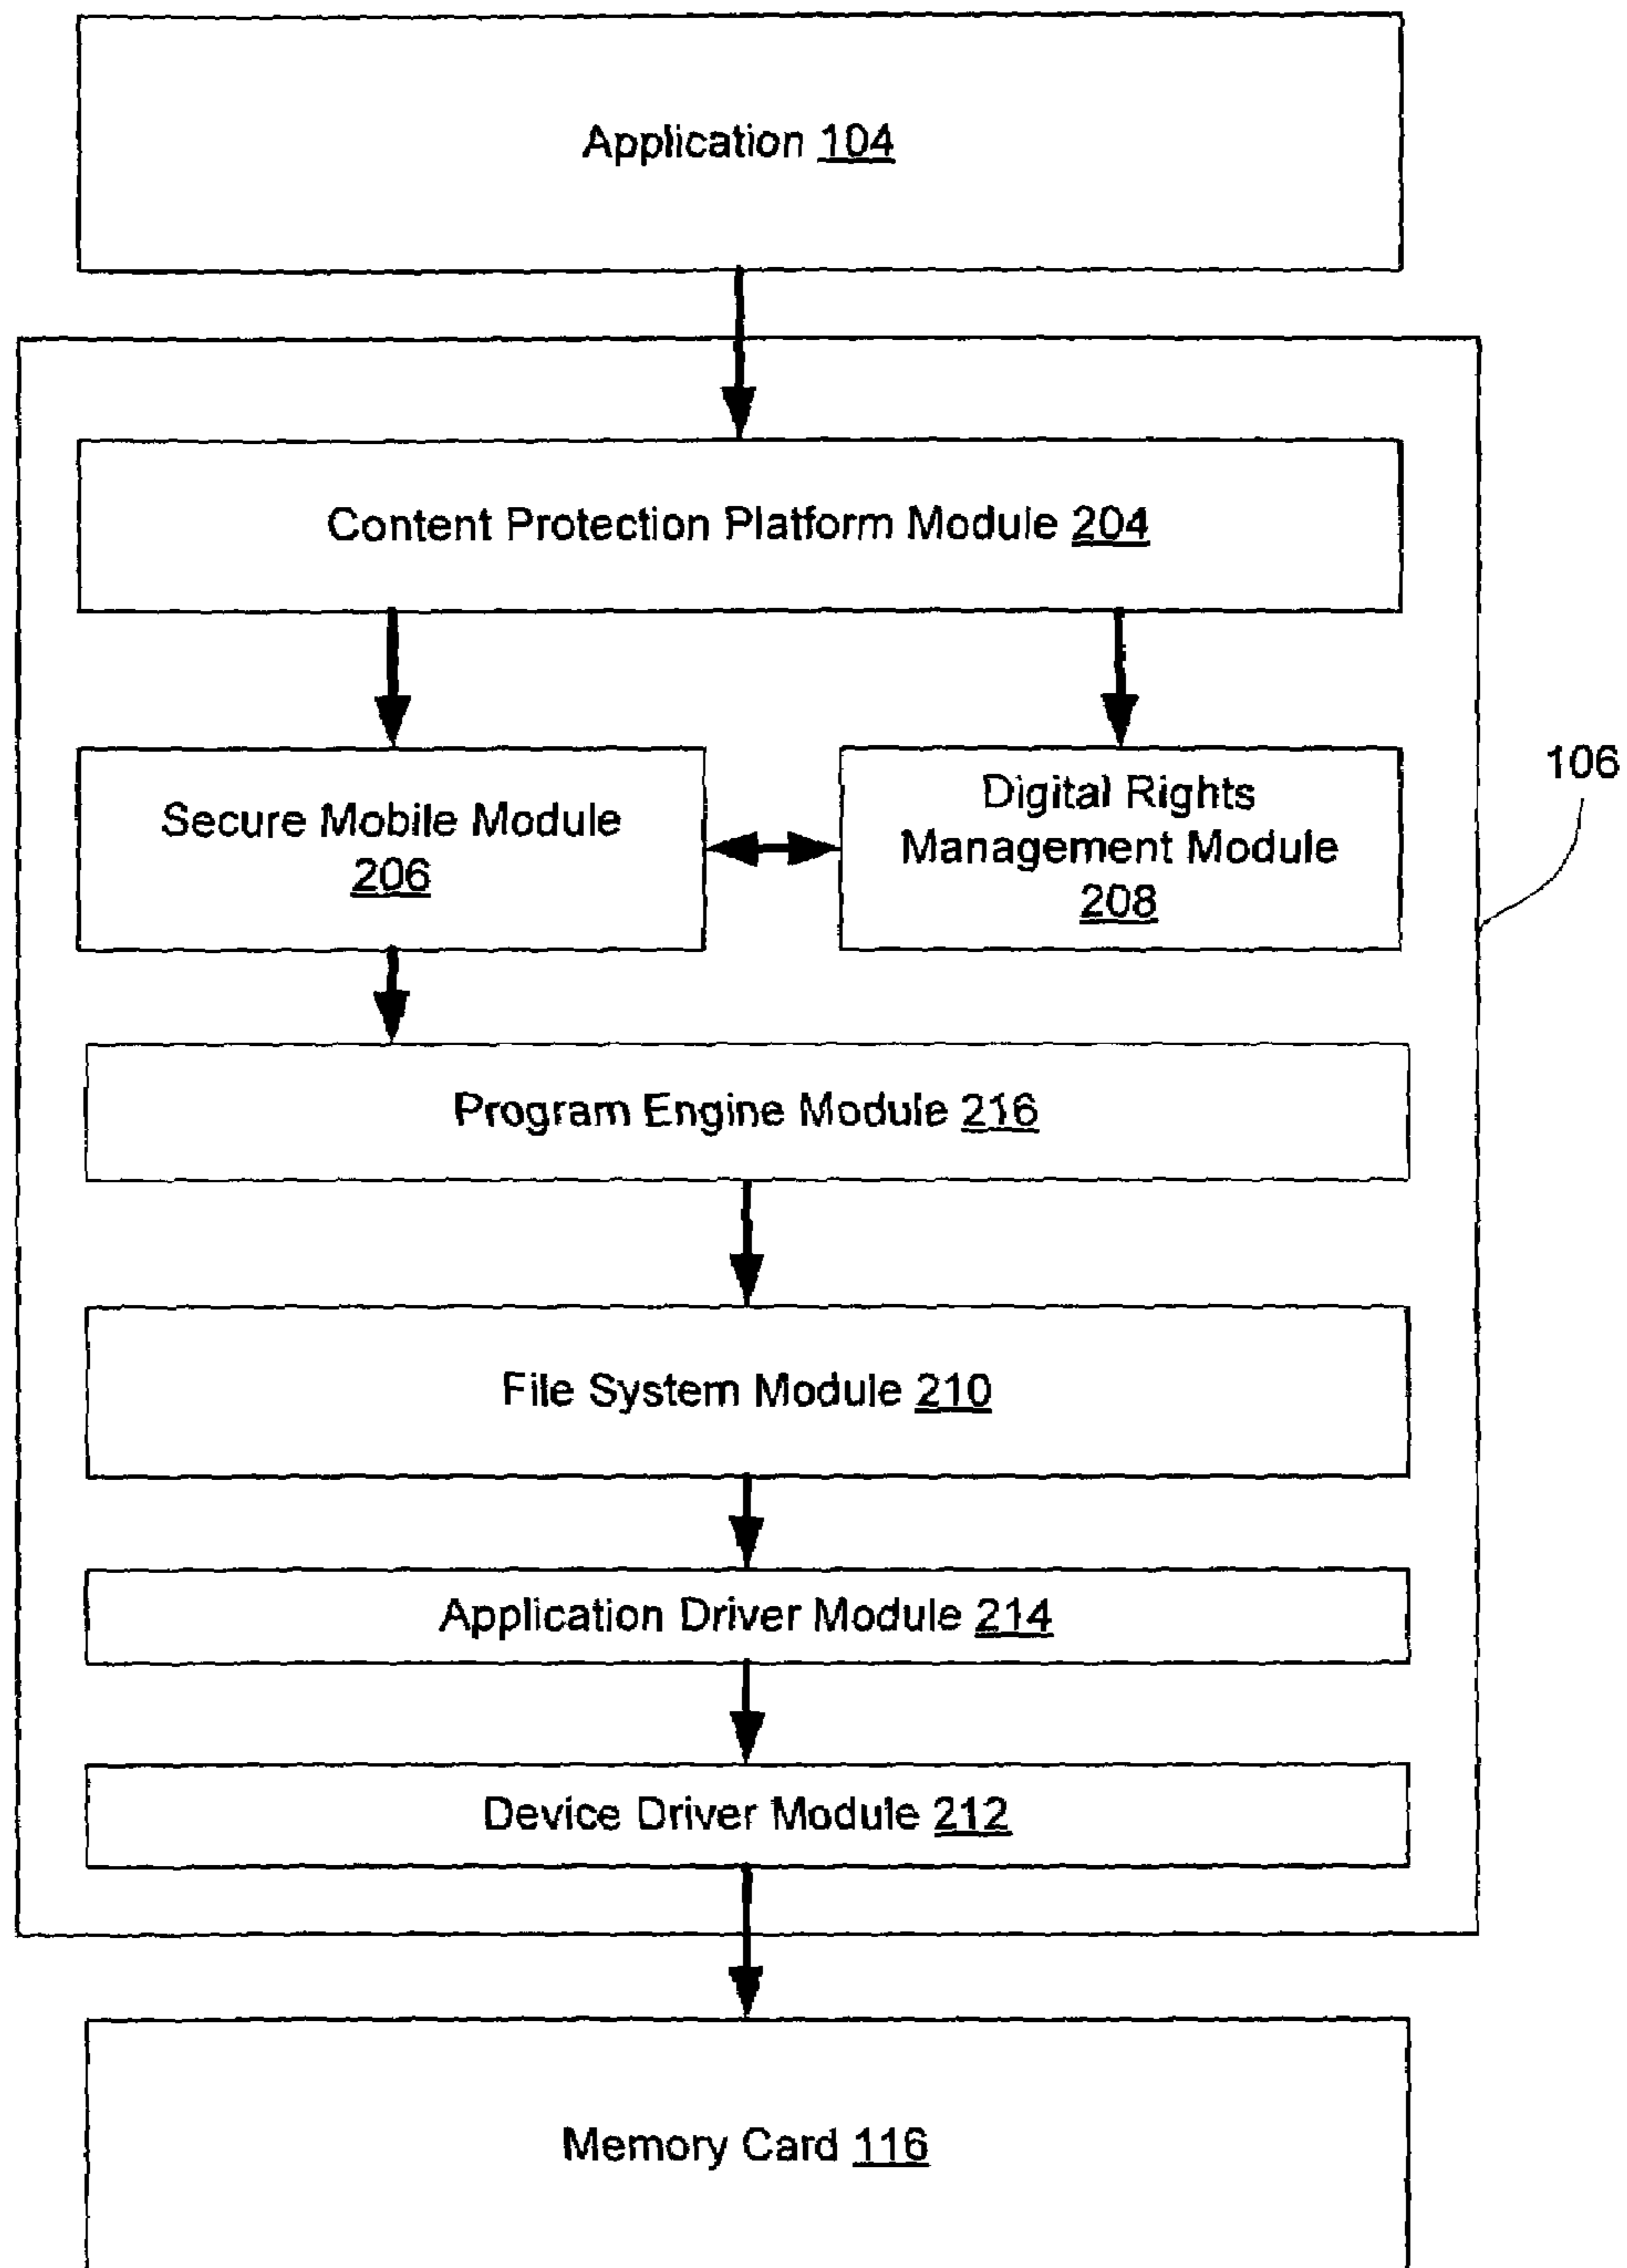 Application 104
Content Protection Platform Module 204
Secure Mobile Module
206
Digital Rights
Management Module
208
106
Program Engine Module 216
File System Module 210
Application Driver Module 214
Device Driver Module 212
Memory Card 116